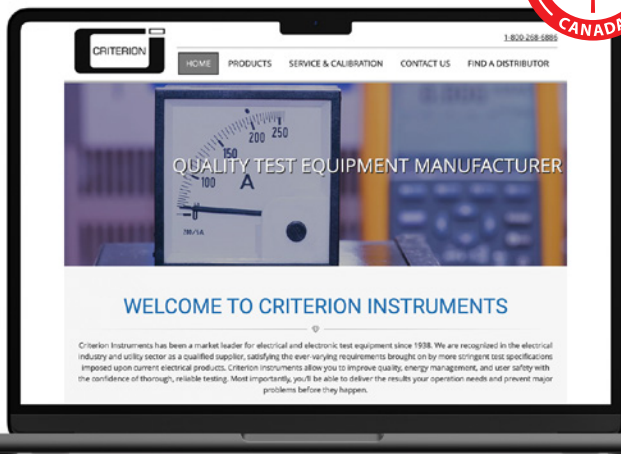 CANADA
1-800-268-6886
CRITERION
HOME PRODUCTS SERVICE & CALIBRATION CONTACT US FIND A DISTRIBUTOR
200 250
150
QUALITY TEST EQUIPMENT MANUFACTURER
100 A
0
WELCOME TO CRITERION INSTRUMENTS
Criterion Instruments has been a market leader for electrical and electronic test equipment since 1938. We are recognized in the electrical
industry and utility sector as a qualified supplier, satisfying the ever-varying requirements brought on by more stringent test specifications
imposed upon current electrical products. Criterion Instruments allow you to improve quality, energy management, and user safety with
the confidence of thorough, reliable testing. Most importantly, you'll be able to deliver the results your operation needs and prevent major
problems before they happen.